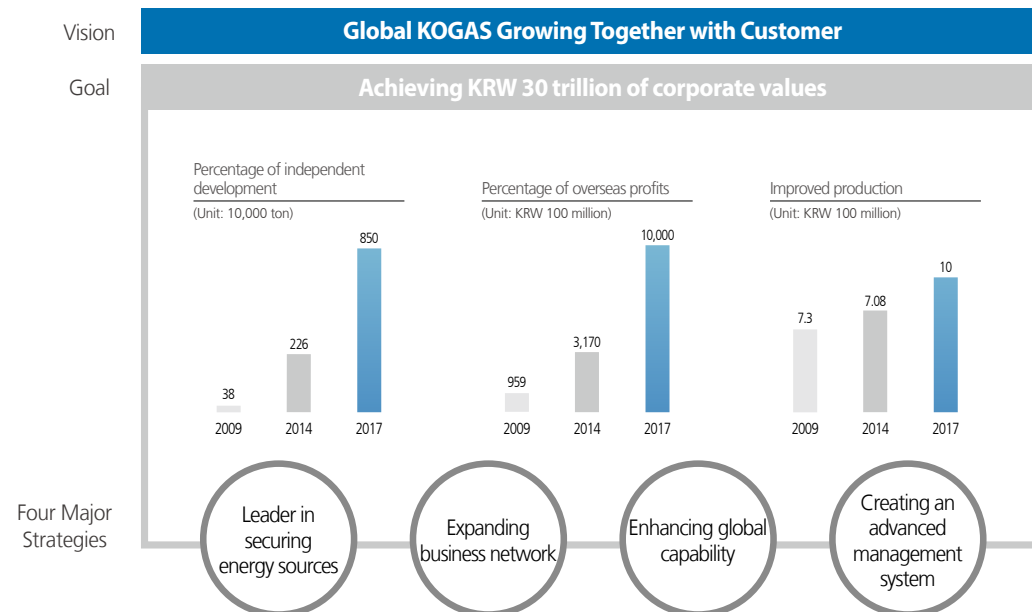 Vision
Global KOGAS Growing Together with Customer
Goal
Achieving KRW 30 trillion of corporate values
Percentage of independent
development
(Unit: 10,000 ton)
850
226
38
2009
2014
2017
Percentage of overseas profits
(Unit: KRW 100 million)
10,000
3,170
959
2009
2014
2017
Improved production
(Unit: KRW 100 million)
10
7.08
7.3
2009
2014
2017
Four Major
Strategies
Leader in
securing
energy sources
Expanding
business network
Enhancing global
capability
Creating an
advanced
management
system